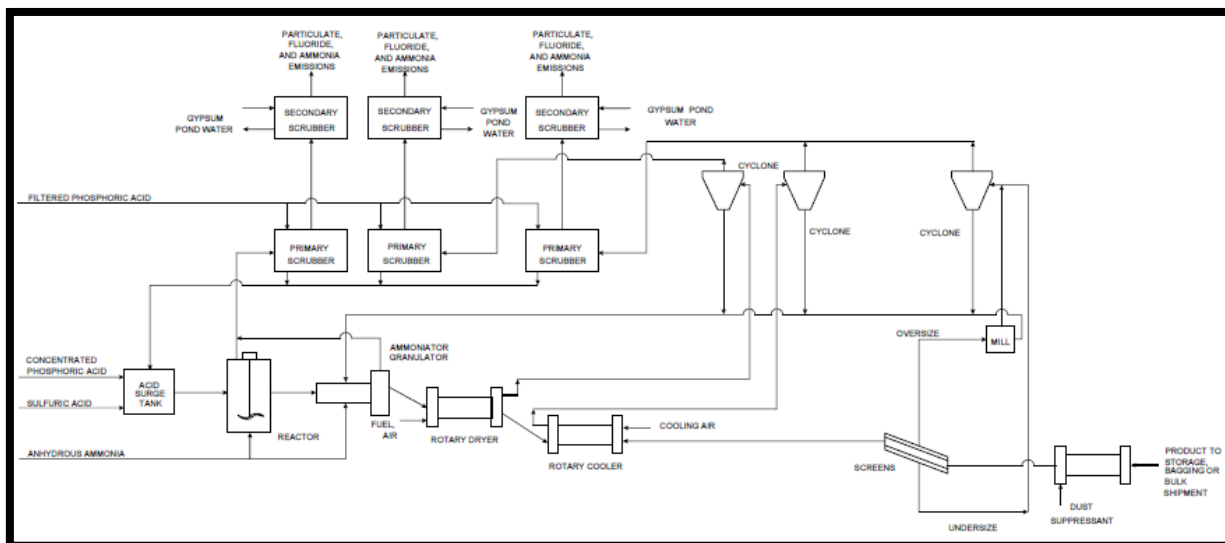 PARTICULATE,
FLUORIDE,
AND AMMONIA
EMISSIONS
PARTICULATE,
FLUORIDE,
AND AMMONIA
EMISSIONS
PARTICULATE,
FLUORIDE,
AND AMMONIA
EMISSIONS
GYPSUM
POND WATER
SECONDARY
SCRUBBER
SECONDARY
SCRUBBER
GYPSUM
POND
WATER
SECONDARY
SCRUBBER
GYPSUM POND
WATER
CYCLONE
FILTERED PHOSPHORIC ACID
PRIMARY
SCRUBBER
PRIMARY
SCRUBBER
PRIMARY
SCRUBBER
CYCLONE
CYCLONE
OVERSIZE
MILL
AMMONIATOR
GRANULATOR
CONCENTRATED
PHOSPHORIC ACID
ACID
SURGE
TANK
SULFURIC ACID
FUEL,
AIR
REACTOR
ROTARY DRYER
COOLING AIR
ANHYDROUS AMMONIA
ROTARY COOLER
SCREENS
PRODUCT TO
STORAGE,
BAGGING OR
BULK
SHIPMENT
DUST
SUPPRESSANT
UNDERSIZE